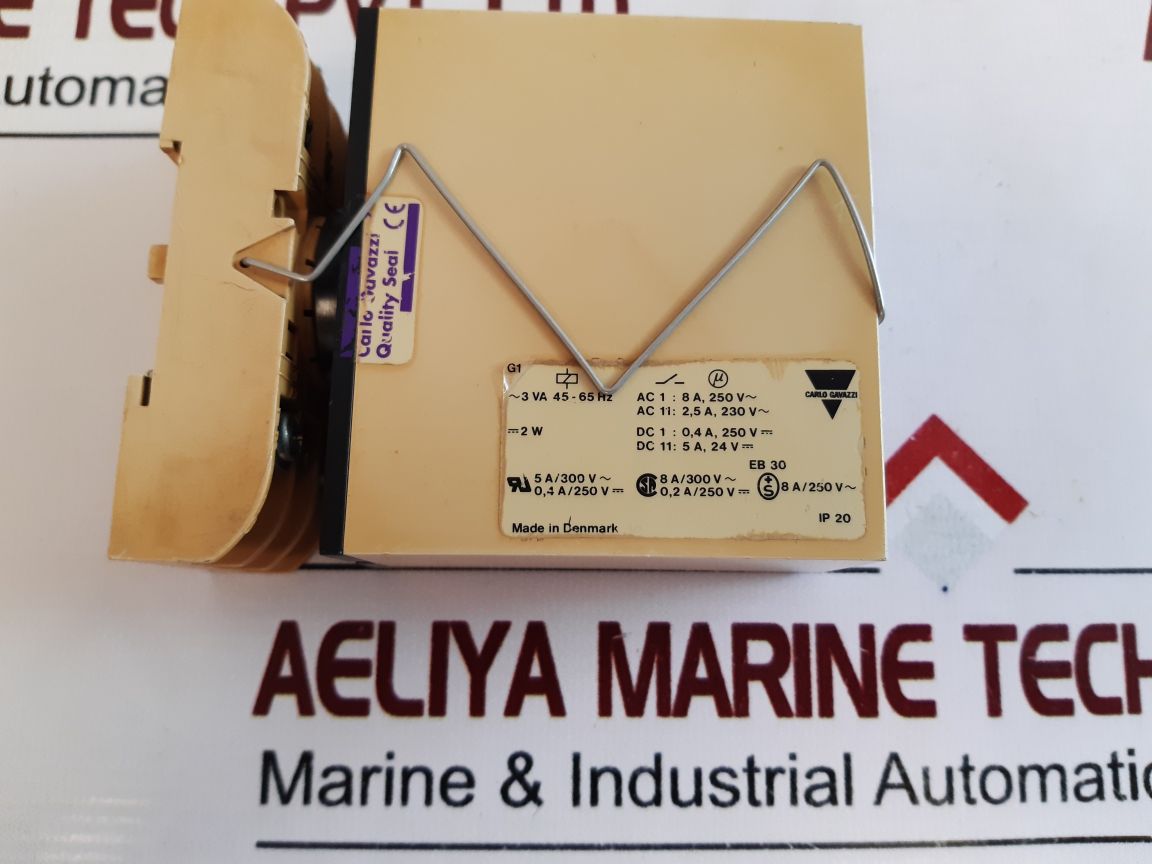 E TECH PVT LTD
utoma
Carlo Gavazzi
Quality Seal
CE
G1
~3 VA 45 - 65 Hz
AC 1 : 8 A, 250 V~
AC 11: 2,5 A, 230 V~
⎓2 W
DC 1 : 0,4 A, 250 V⎓
DC 11: 5 A, 24 V⎓
CARLO GAVAZZI
EB 30
5 A/300 V~
0,4 A/250 V⎓
8 A/300 V~
0,2 A/250 V⎓
8 A/250 V~
Made in Denmark
IP 20
AELIYA MARINE TECH
Marine & Industrial Automatio